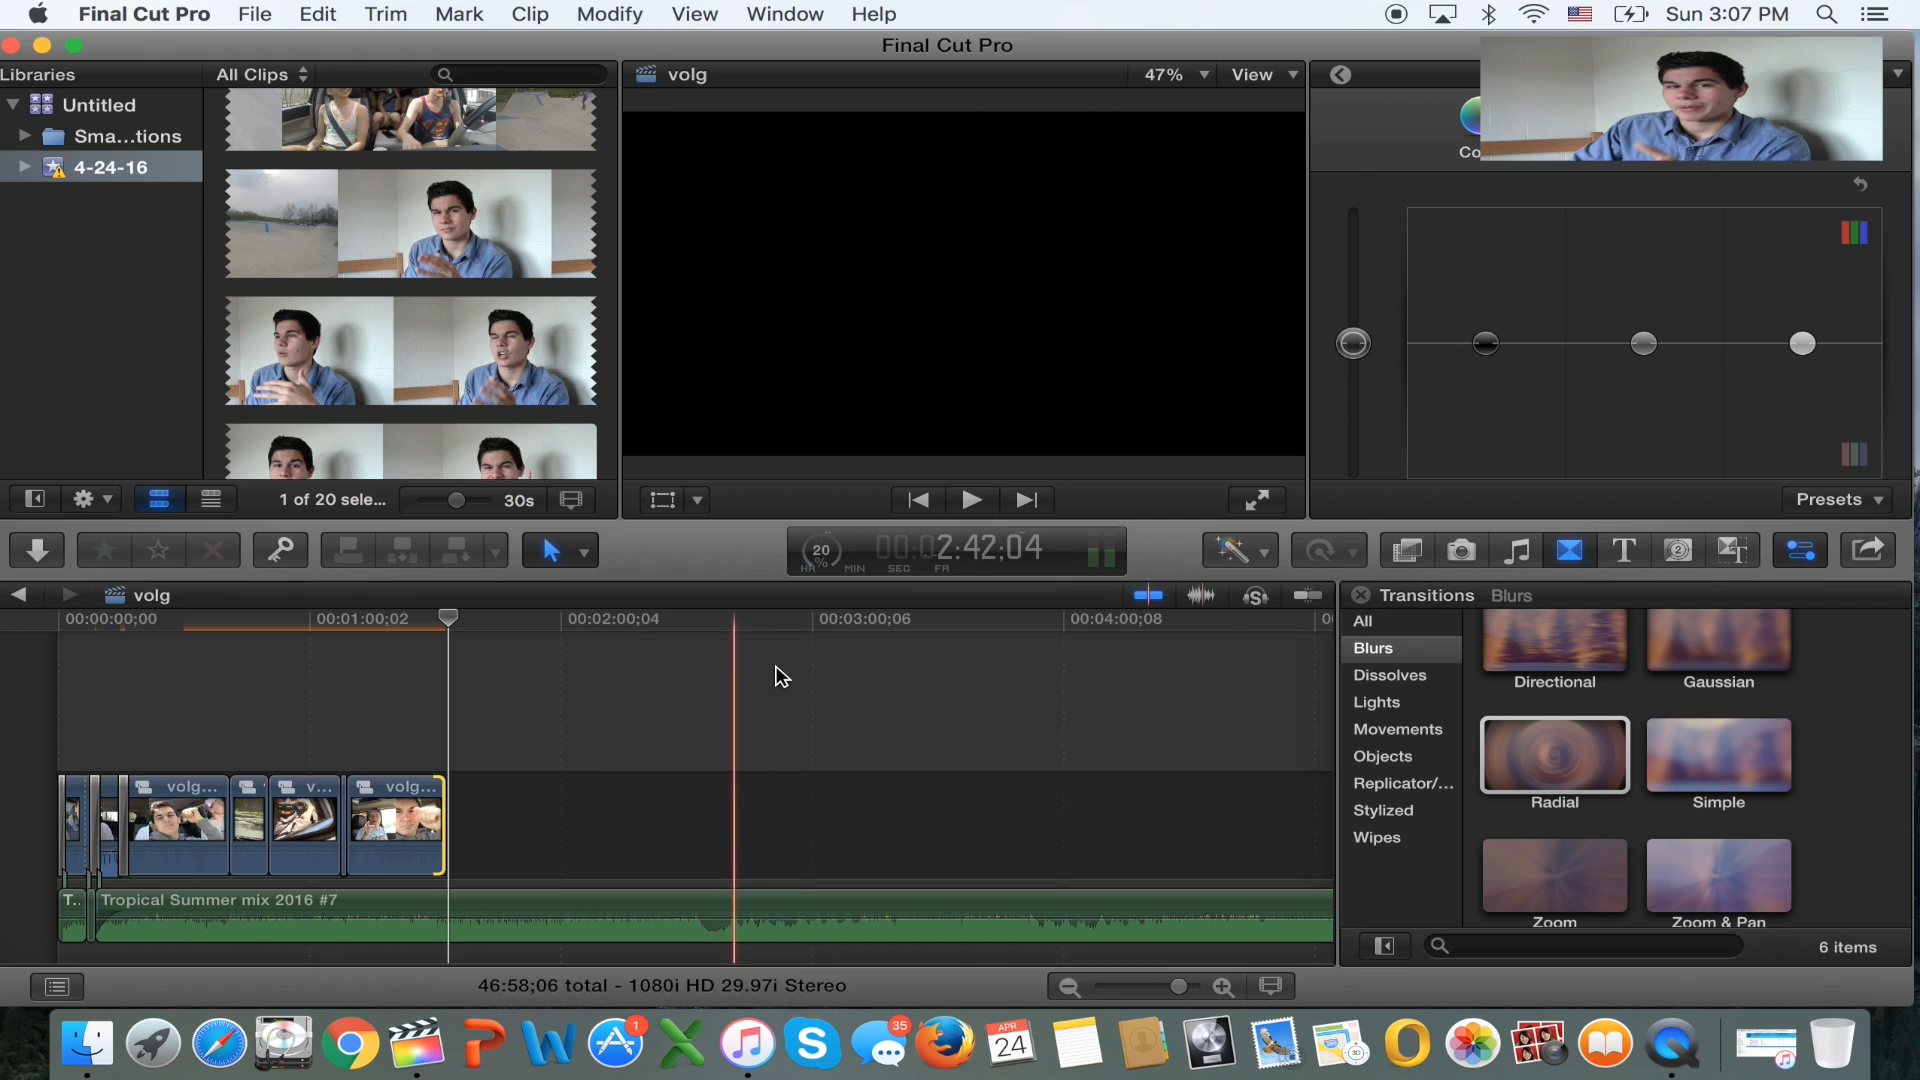 Final Cut Pro File Edit Trim Mark Clip Modify View Window Help Sun 3:07 PM
Final Cut Pro
Libraries All Clips volg 47% View
Untitled
Sma...tions
4-24-16
Co
1 of 20 sele... 30s Presets
20 % 00:02:42;04
HR MIN SEC FR
volg Transitions Blurs
00:00:00;00 00:01:00;02 00:02:00;04 00:03:00;06 00:04:00;08
All
Blurs
Dissolves
Lights
Movements
Objects
Replicator/...
Stylized
Wipes
Directional Gaussian
Radial Simple
Zoom Zoom & Pan
volg... v... volg...
T.. Tropical Summer mix 2016 #7
6 items
46:58;06 total - 1080i HD 29.97i Stereo
1
35
APR
24